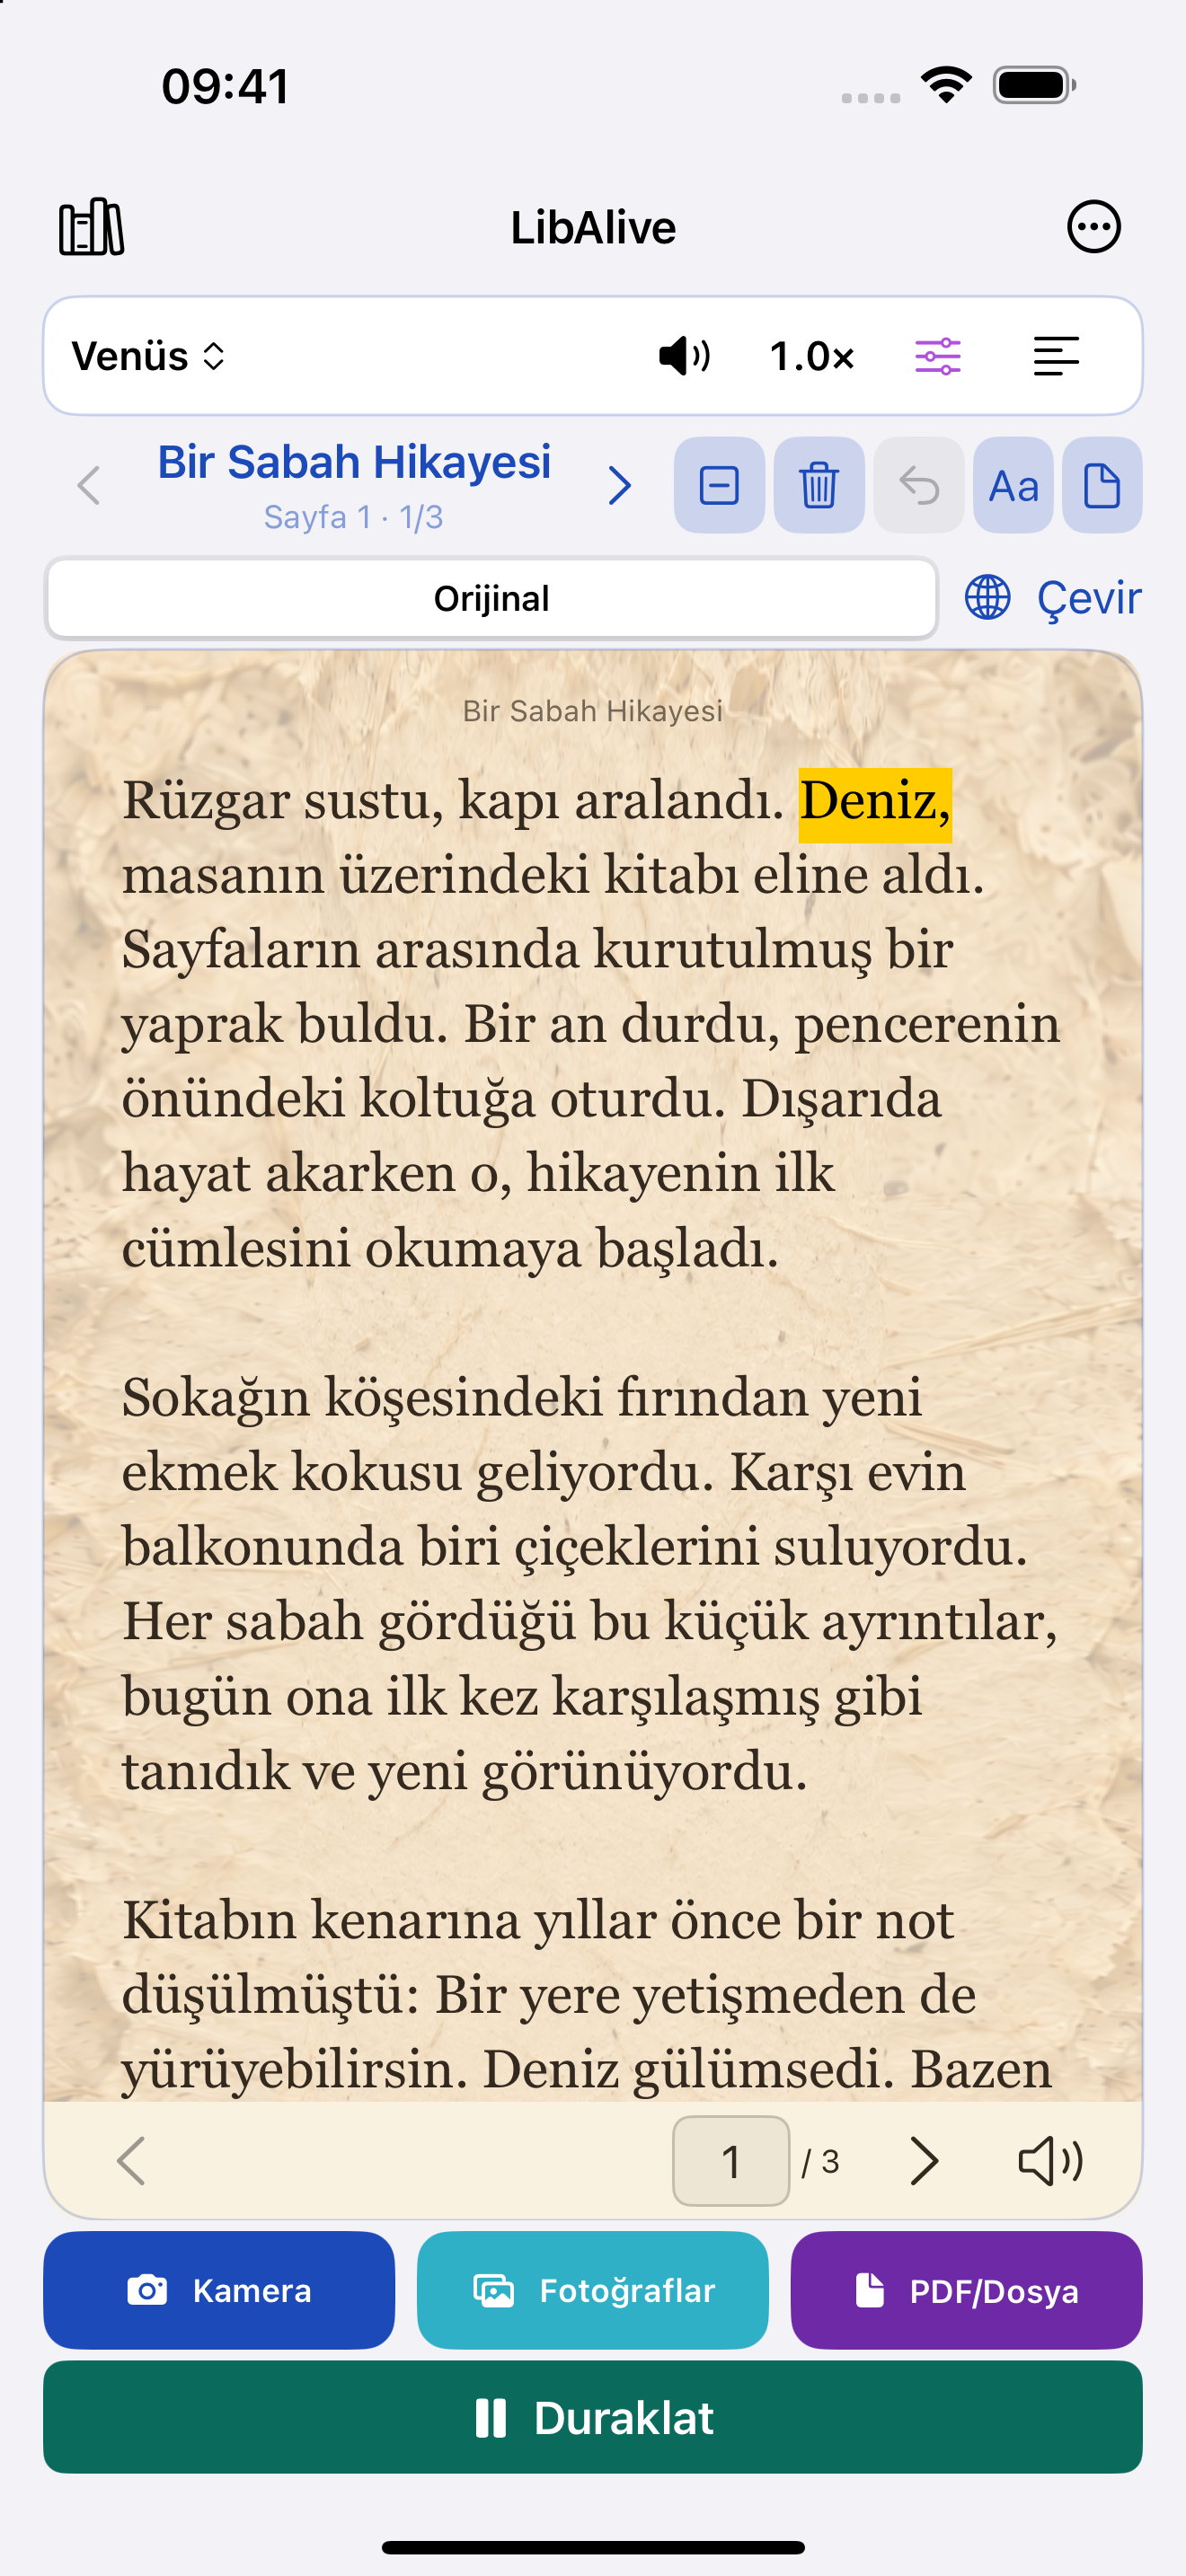 09:41
LibAlive
Venüs
1.0×
Bir Sabah Hikayesi
Sayfa 1 · 1/3
Aa
Orijinal
Çevir
Bir Sabah Hikayesi
Rüzgar sustu, kapı aralandı. Deniz,
masanın üzerindeki kitabı eline aldı.
Sayfaların arasında kurutulmuş bir
yaprak buldu. Bir an durdu, pencerenin
önündeki koltuğa oturdu. Dışarıda
hayat akarken o, hikayenin ilk
cümlesini okumaya başladı.
Sokağın köşesindeki fırından yeni
ekmek kokusu geliyordu. Karşı evin
balkonunda biri çiçeklerini suluyordu.
Her sabah gördüğü bu küçük ayrıntılar,
bugün ona ilk kez karşılaşmış gibi
tanıdık ve yeni görünüyordu.
Kitabın kenarına yıllar önce bir not
düşülmüştü: Bir yere yetişmeden de
yürüyebilirsin. Deniz gülümsedi. Bazen
1 / 3
Kamera
Fotoğraflar
PDF/Dosya
Duraklat